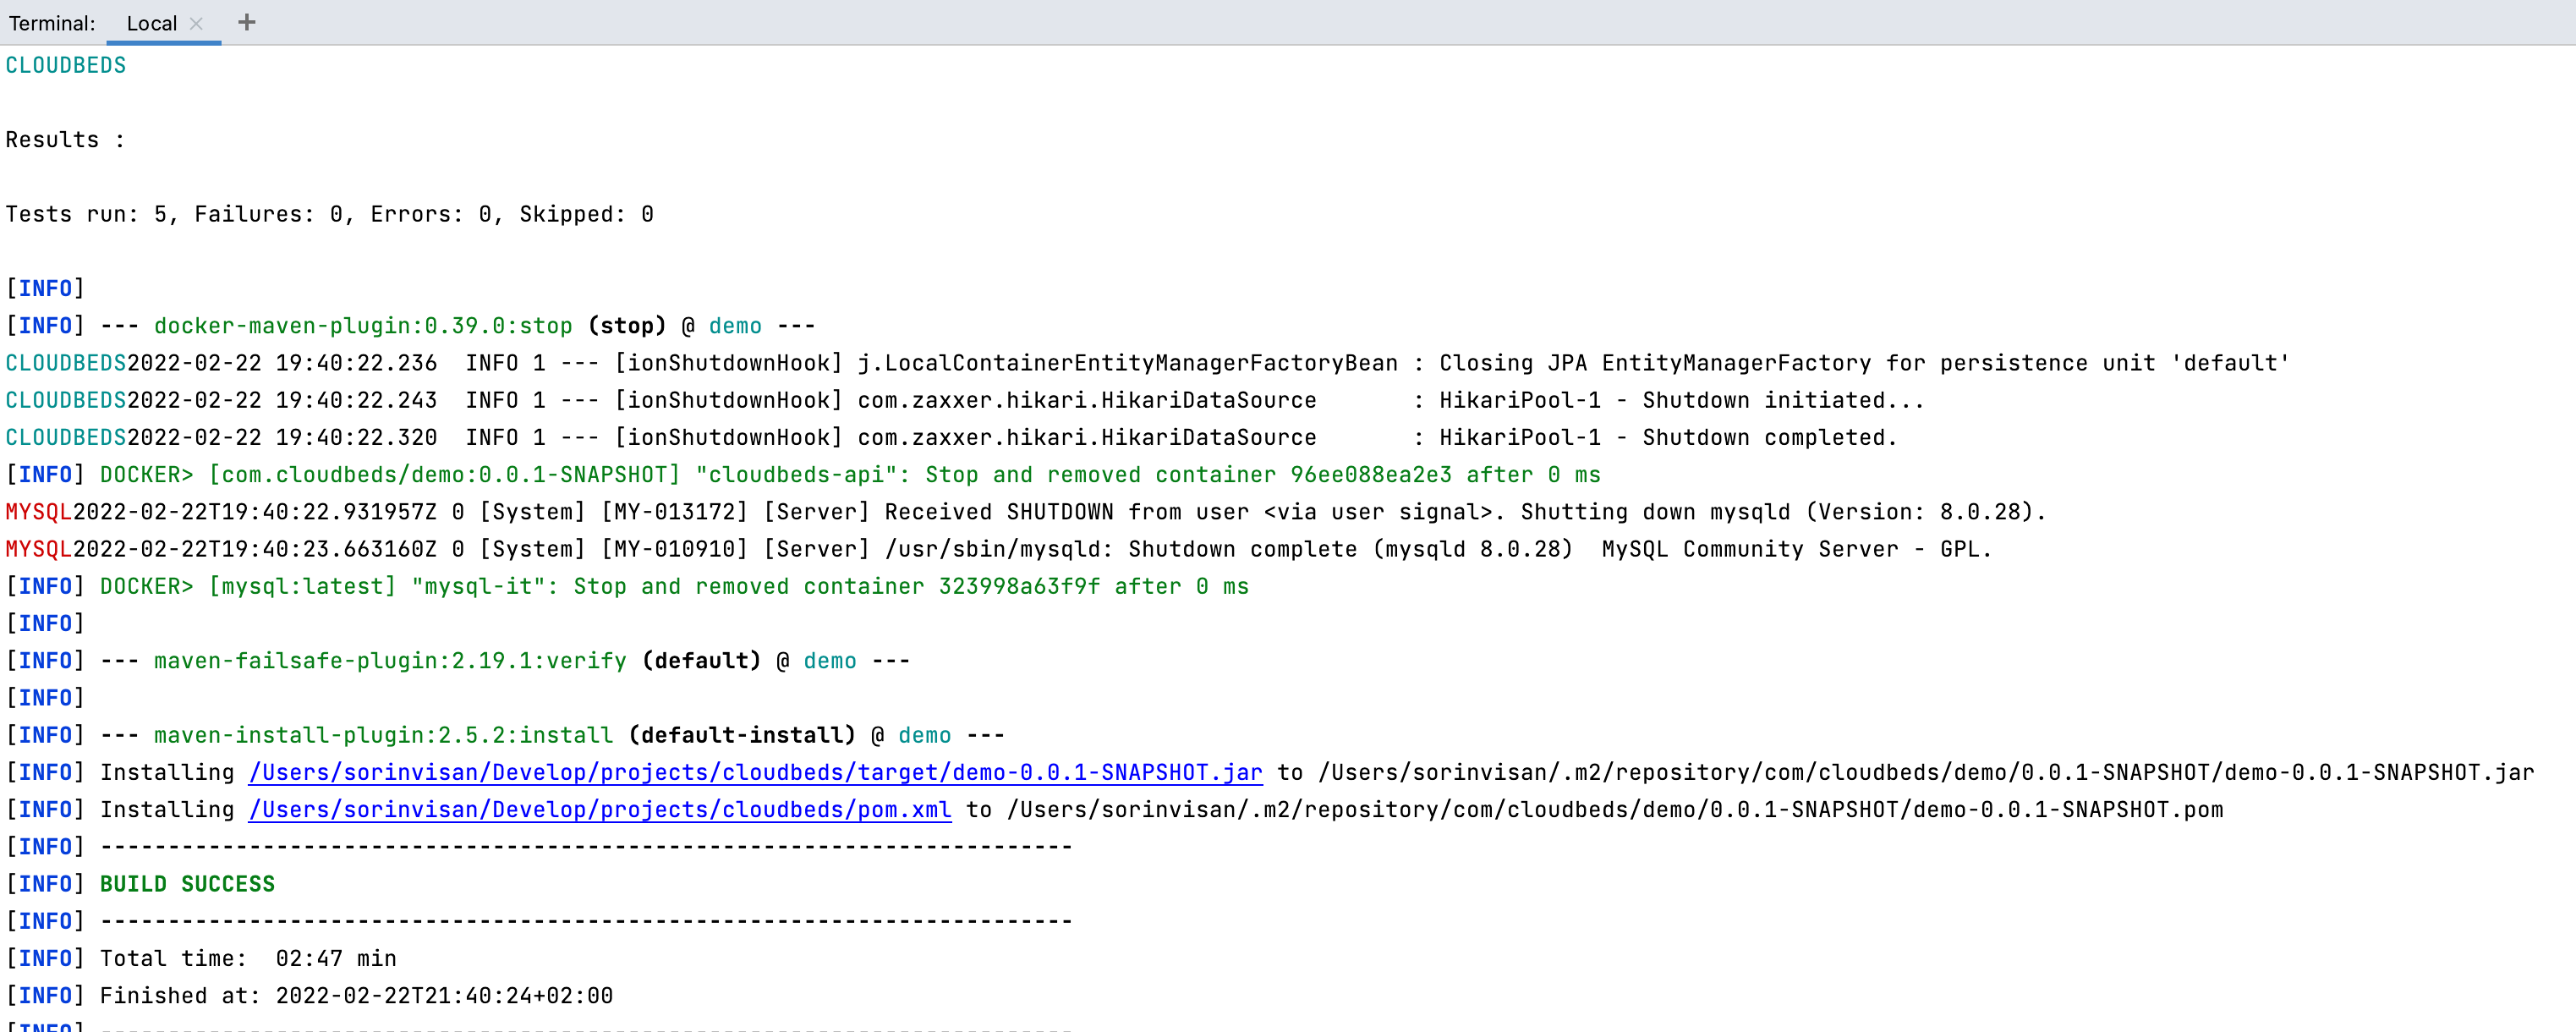 Terminal: Local × +
CLOUDBEDS
Results :
Tests run: 5, Failures: 0, Errors: 0, Skipped: 0
[INFO]
[INFO] --- docker-maven-plugin:0.39.0:stop (stop) @ demo ---
CLOUDBEDS2022-02-22 19:40:22.236  INFO 1 --- [ionShutdownHook] j.LocalContainerEntityManagerFactoryBean : Closing JPA EntityManagerFactory for persistence unit 'default'
CLOUDBEDS2022-02-22 19:40:22.243  INFO 1 --- [ionShutdownHook] com.zaxxer.hikari.HikariDataSource       : HikariPool-1 - Shutdown initiated...
CLOUDBEDS2022-02-22 19:40:22.320  INFO 1 --- [ionShutdownHook] com.zaxxer.hikari.HikariDataSource       : HikariPool-1 - Shutdown completed.
[INFO] DOCKER> [com.cloudbeds/demo:0.0.1-SNAPSHOT] "cloudbeds-api": Stop and removed container 96ee088ea2e3 after 0 ms
MYSQL2022-02-22T19:40:22.931957Z 0 [System] [MY-013172] [Server] Received SHUTDOWN from user <via user signal>. Shutting down mysqld (Version: 8.0.28).
MYSQL2022-02-22T19:40:23.663160Z 0 [System] [MY-010910] [Server] /usr/sbin/mysqld: Shutdown complete (mysqld 8.0.28)  MySQL Community Server - GPL.
[INFO] DOCKER> [mysql:latest] "mysql-it": Stop and removed container 323998a63f9f after 0 ms
[INFO]
[INFO] --- maven-failsafe-plugin:2.19.1:verify (default) @ demo ---
[INFO]
[INFO] --- maven-install-plugin:2.5.2:install (default-install) @ demo ---
[INFO] Installing /Users/sorinvisan/Develop/projects/cloudbeds/target/demo-0.0.1-SNAPSHOT.jar to /Users/sorinvisan/.m2/repository/com/cloudbeds/demo/0.0.1-SNAPSHOT/demo-0.0.1-SNAPSHOT.jar
[INFO] Installing /Users/sorinvisan/Develop/projects/cloudbeds/pom.xml to /Users/sorinvisan/.m2/repository/com/cloudbeds/demo/0.0.1-SNAPSHOT/demo-0.0.1-SNAPSHOT.pom
[INFO] ------------------------------------------------------------------------
[INFO] BUILD SUCCESS
[INFO] ------------------------------------------------------------------------
[INFO] Total time:  02:47 min
[INFO] Finished at: 2022-02-22T21:40:24+02:00
[INFO] ------------------------------------------------------------------------